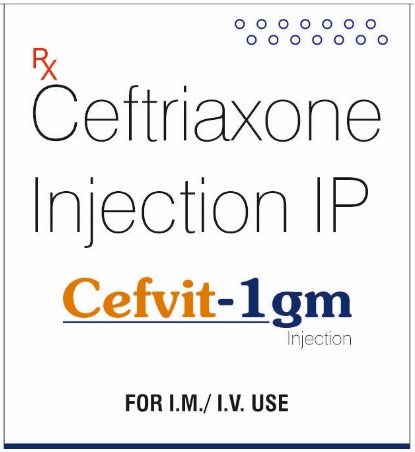 Rx
Ceftriaxone
Injection IP
Cefvit-1gm
Injection
FOR I.M./ I.V. USE